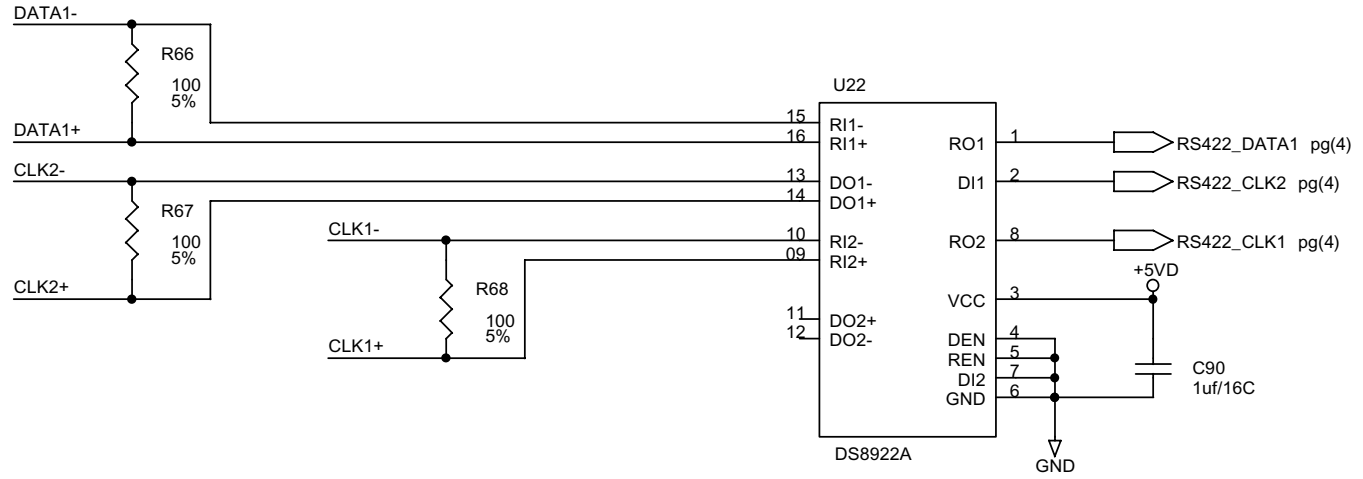 DATA1-
R66
100
5%
DATA1+
CLK2-
R67
100
5%
CLK2+
CLK1-
R68
100
5%
CLK1+
U22
15 RI1-
16 RI1+
13 DO1-
14 DO1+
10 RI2-
09 RI2+
11 DO2+
12 DO2-
RO1 1
DI1 2
RO2 8
VCC 3
DEN 4
REN 5
DI2 7
GND 6
DS8922A
RS422_DATA1 pg(4)
RS422_CLK2 pg(4)
RS422_CLK1 pg(4)
+5VD
C90
1uf/16C
GND